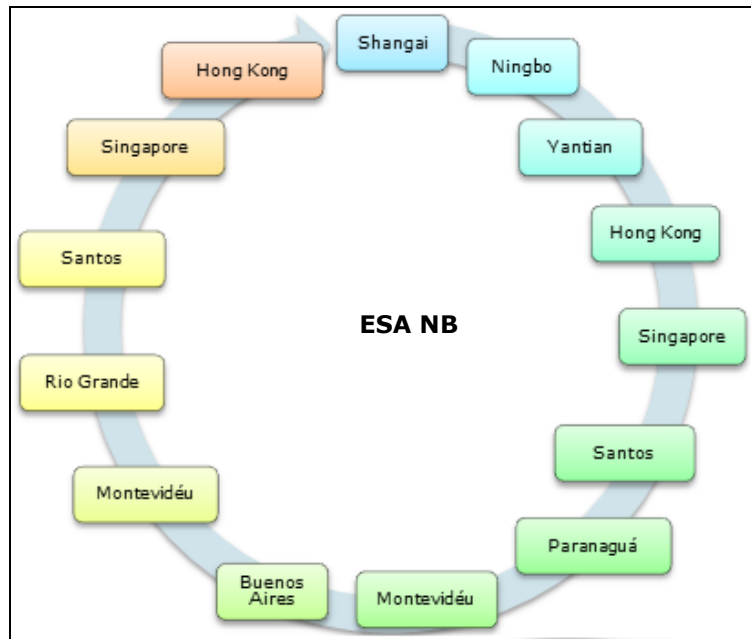 Shangai
Ningbo
Yantian
Hong Kong
Singapore
Santos
Paranaguá
Montevidéu
Buenos
Aires
Montevidéu
Rio Grande
Santos
Singapore
Hong Kong
ESA NB